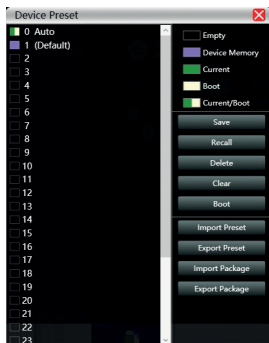 Device Preset
0 Auto
1 (Default)
2
3
4
5
6
7
8
9
10
11
12
13
14
15
16
17
18
19
20
21
22
23
Empty
Device Memory
Current
Boot
Current/Boot
Save
Recall
Delete
Clear
Boot
Import Preset
Export Preset
Import Package
Export Package